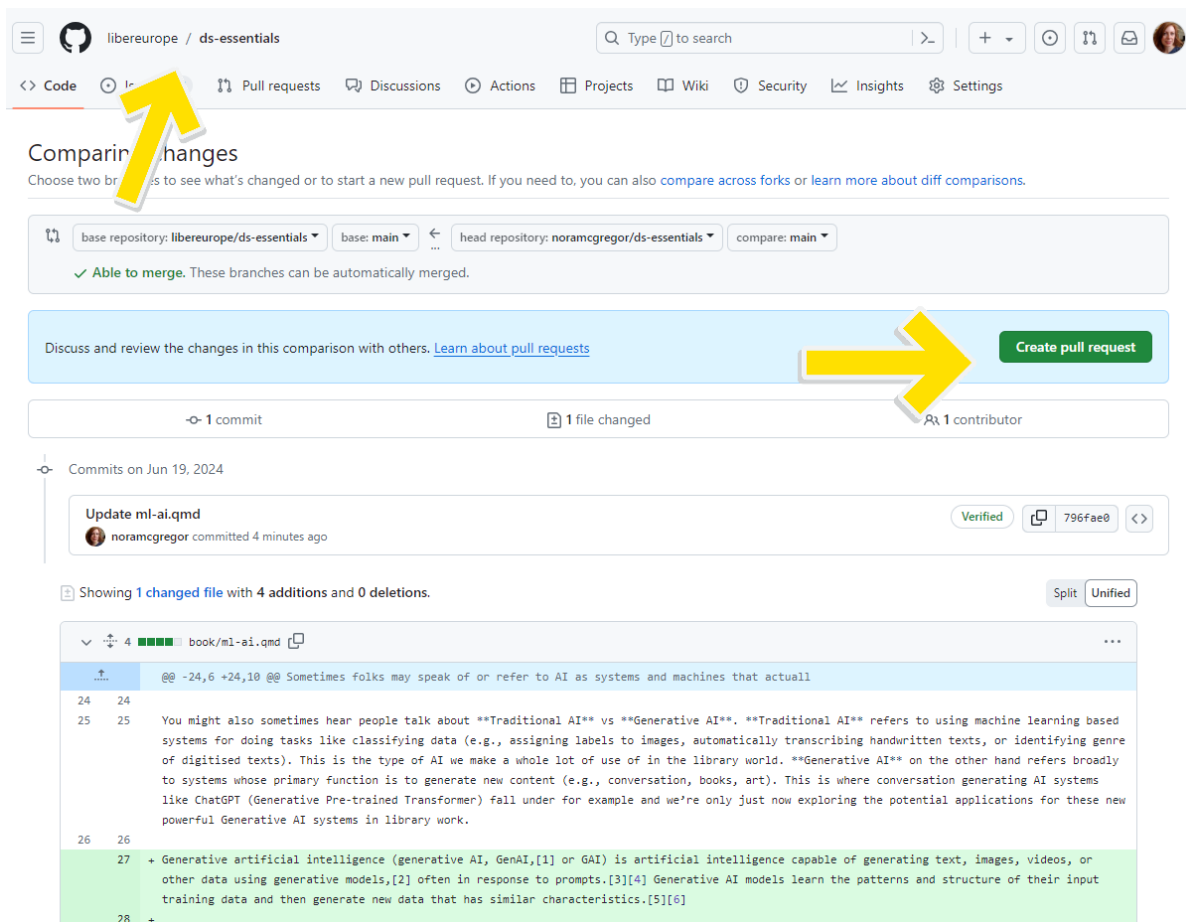 libereurope / ds-essentials
Type / to search
Code
Pull requests
Discussions
Actions
Projects
Wiki
Security
Insights
Settings
Comparing changes
Choose two branches to see what's changed or to start a new pull request. If you need to, you can also compare across forks or learn more about diff comparisons.
base repository: libereurope/ds-essentials base: main ← ... head repository: noramcgregor/ds-essentials compare: main
Able to merge. These branches can be automatically merged.
Discuss and review the changes in this comparison with others. Learn about pull requests
Create pull request
1 commit
1 file changed
1 contributor
Commits on Jun 19, 2024
Update ml-ai.qmd
noramcgregor committed 4 minutes ago
Verified
796fae0
Showing 1 changed file with 4 additions and 0 deletions.
Split Unified
4 book/ml-ai.qmd
@@ -24,6 +24,10 @@ Sometimes folks may speak of or refer to AI as systems and machines that actuall
24 24
25 25 You might also sometimes hear people talk about **Traditional AI** vs **Generative AI**. **Traditional AI** refers to using machine learning based
systems for doing tasks like classifying data (e.g., assigning labels to images, automatically transcribing handwritten texts, or identifying genre
of digitised texts). This is the type of AI we make a whole lot of use of in the library world. **Generative AI** on the other hand refers broadly
to systems whose primary function is to generate new content (e.g., conversation, books, art). This is where conversation generating AI systems
like ChatGPT (Generative Pre-trained Transformer) fall under for example and we’re only just now exploring the potential applications for these new
powerful Generative AI systems in library work.
26 26
27 + Generative artificial intelligence (generative AI, GenAI,[1] or GAI) is artificial intelligence capable of generating text, images, videos, or
other data using generative models,[2] often in response to prompts.[3][4] Generative AI models learn the patterns and structure of their input
training data and then generate new data that has similar characteristics.[5][6]
28 +